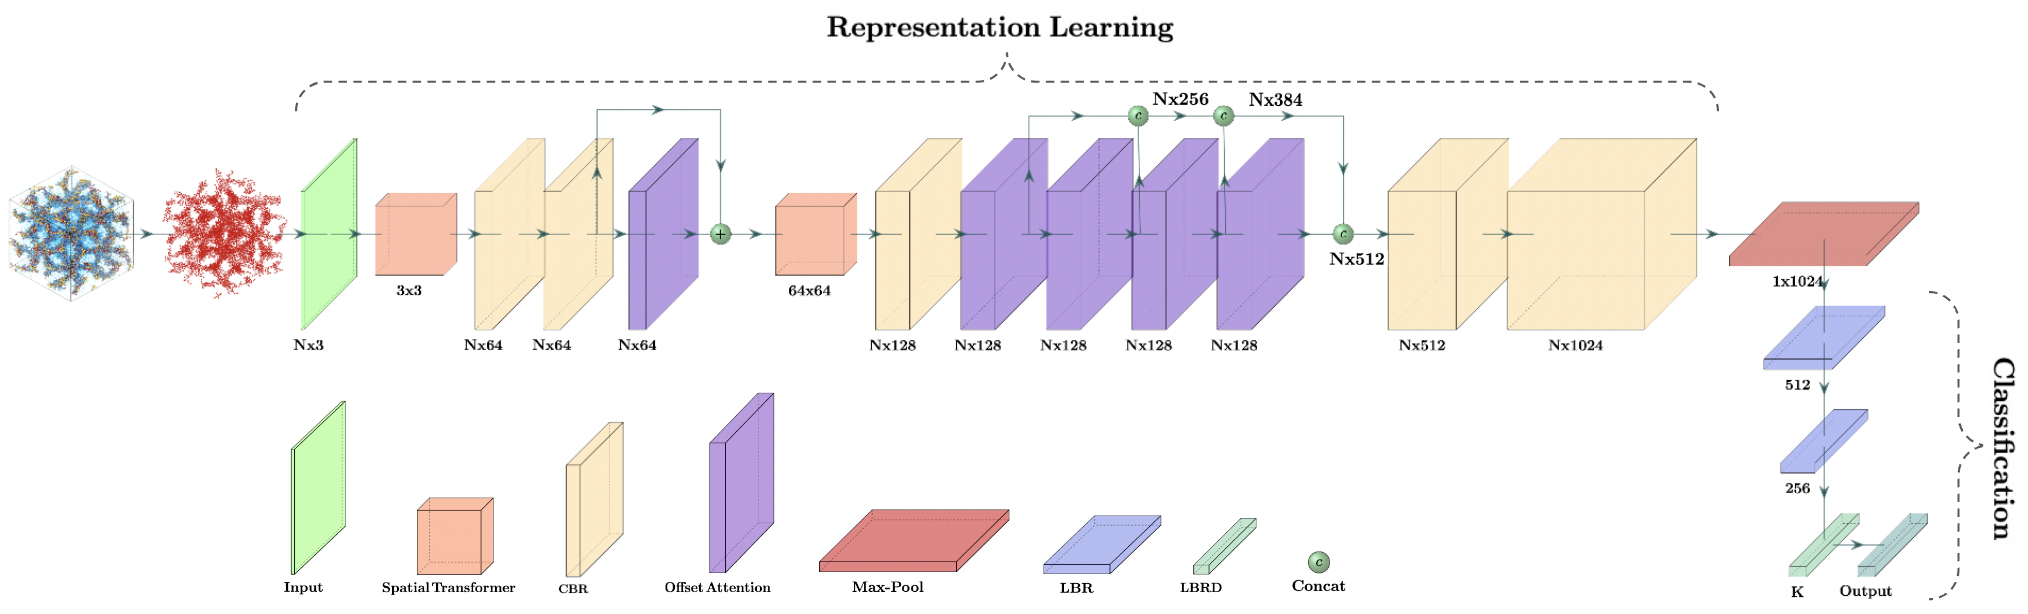 Representation Learning
Nx256
Nx384
c
c
+
c
Nx512
3x3
64x64
1x1024
Nx3
Nx64
Nx64
Nx64
Nx128
Nx128
Nx128
Nx128
Nx128
Nx512
Nx1024
512
256
K
Output
Classification
Input
Spatial Transformer
CBR
Offset Attention
Max-Pool
LBR
LBRD
c
Concat